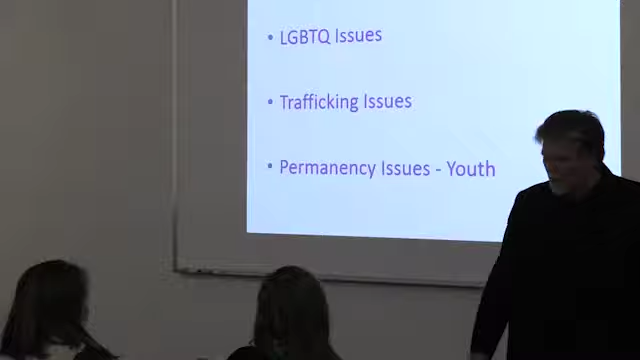 • LGBTQ Issues
• Trafficking Issues
• Permanency Issues - Youth